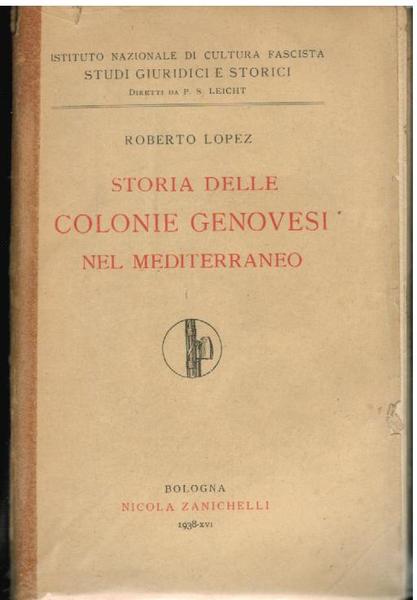 ISTITUTO NAZIONALE DI CULTURA FASCISTA
STUDI GIURIDICI E STORICI
DIRETTI DA P. S. LEICHT
ROBERTO LOPEZ
STORIA DELLE
COLONIE GENOVESI
NEL MEDITERRANEO
BOLOGNA
NICOLA ZANICHELLI
1938-XVI